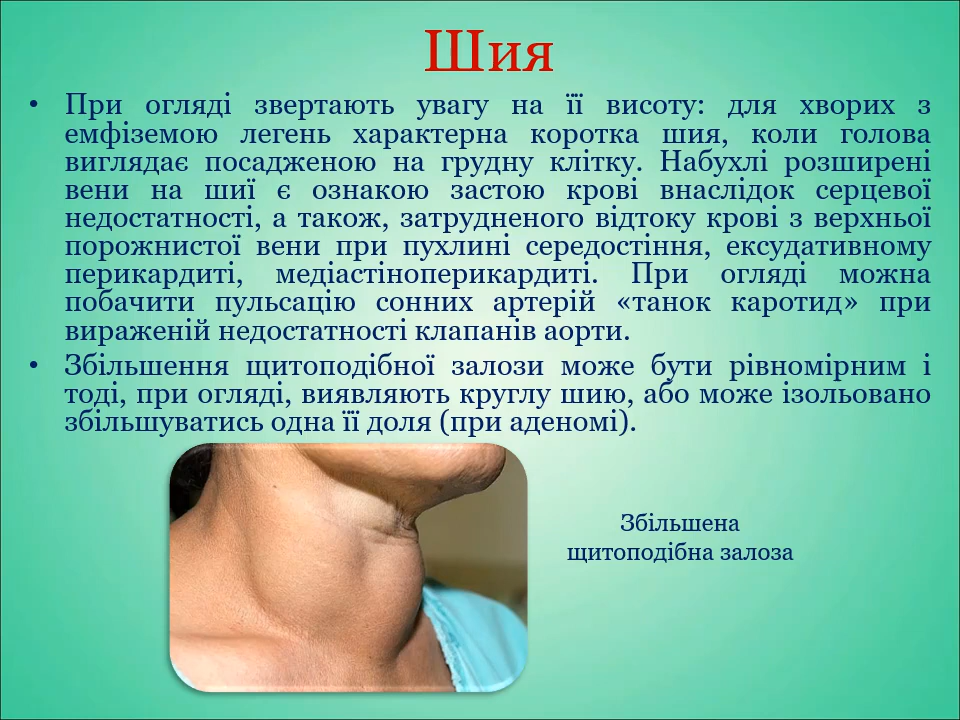 Шия
• При огляді звертають увагу на її висоту: для хворих з
емфіземою легень характерна коротка шия, коли голова
виглядає посадженою на грудну клітку. Набухлі розширені
вени на шиї є ознакою застою крові внаслідок серцевої
недостатності, а також, затрудненого відтоку крові з верхньої
порожнистої вени при пухлині середостіння, ексудативному
перикардиті, медіастіноперикардиті. При огляді можна
побачити пульсацію сонних артерій «танок каротид» при
вираженій недостатності клапанів аорти.
• Збільшення щитоподібної залози може бути рівномірним і
тоді, при огляді, виявляють круглу шию, або може ізольовано
збільшуватись одна її доля (при аденомі).
Збільшена
щитоподібна залоза